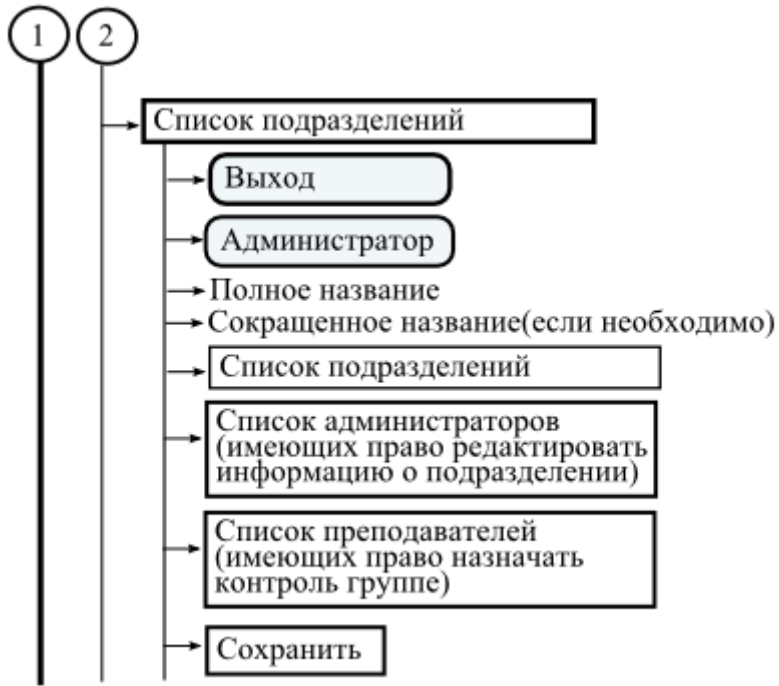 1 2
Список подразделений
Выход
Администратор
Полное название
Сокращенное название(если необходимо)
Список подразделений
Список администраторов
(имеющих право редактировать
информацию о подразделении)
Список преподавателей
(имеющих право назначать
контроль группе)
Сохранить